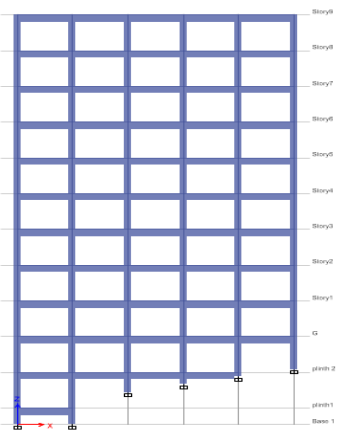 Story9
Story8
Story7
Story6
Story5
Story4
Story3
Story2
Story1
G
plinth 2
Z
plinth1
X
Base 1